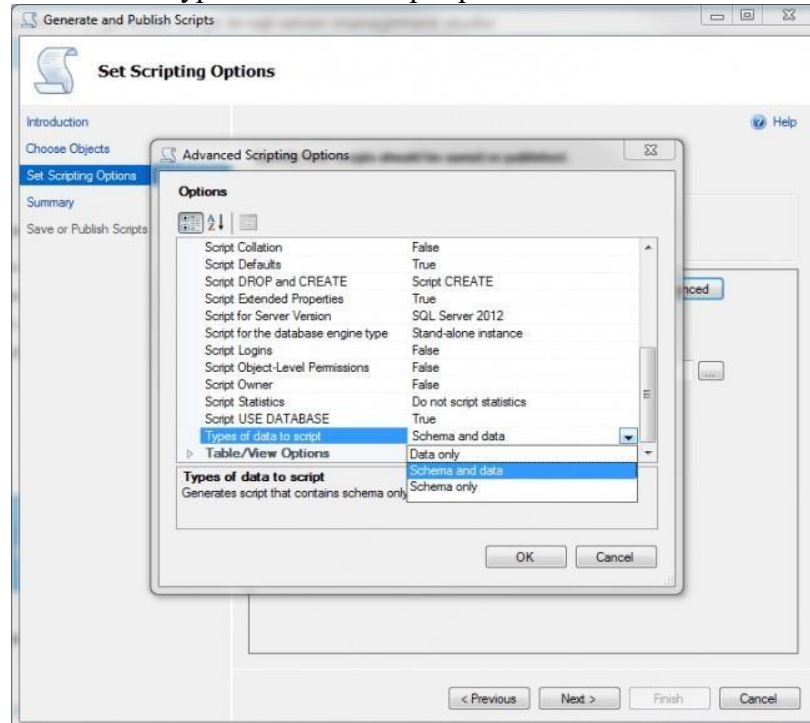 Generate and Publish Scripts
Set Scripting Options
Introduction
Help
Choose Objects
Set Scripting Options
Summary
Save or Publish Scripts
Advanced Scripting Options
Options
Script Collation False
Script Defaults True
Script DROP and CREATE Script CREATE
Script Extended Properties True
Script for Server Version SQL Server 2012
Script for the database engine type Stand-alone instance
Script Logins False
Script Object-Level Permissions False
Script Owner False
Script Statistics Do not script statistics
Script USE DATABASE True
Types of data to script Schema and data
Table/View Options
Data only
Schema and data
Schema only
Types of data to script
Generates script that contains schema only
OK Cancel
< Previous Next > Finish Cancel